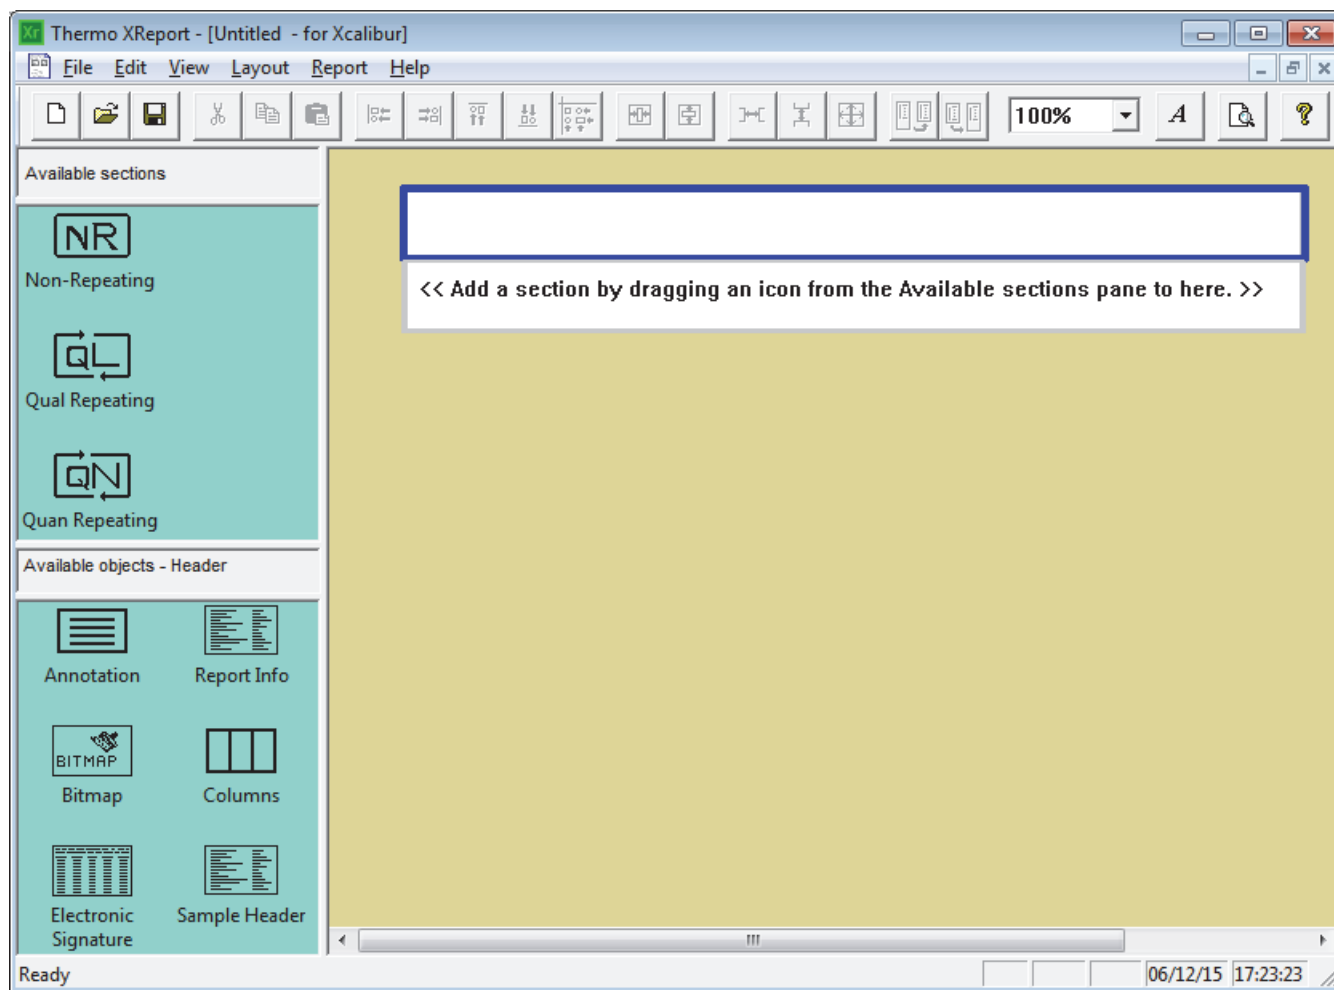 Xr Thermo XReport - [Untitled  - for Xcalibur]
File Edit View Layout Report Help
100% A ?
Available sections
NR
Non-Repeating
QL
Qual Repeating
QN
Quan Repeating
<< Add a section by dragging an icon from the Available sections pane to here. >>
Available objects - Header
Annotation Report Info
BITMAP
Bitmap Columns
Electronic Signature Sample Header
Ready 06/12/15 17:23:23